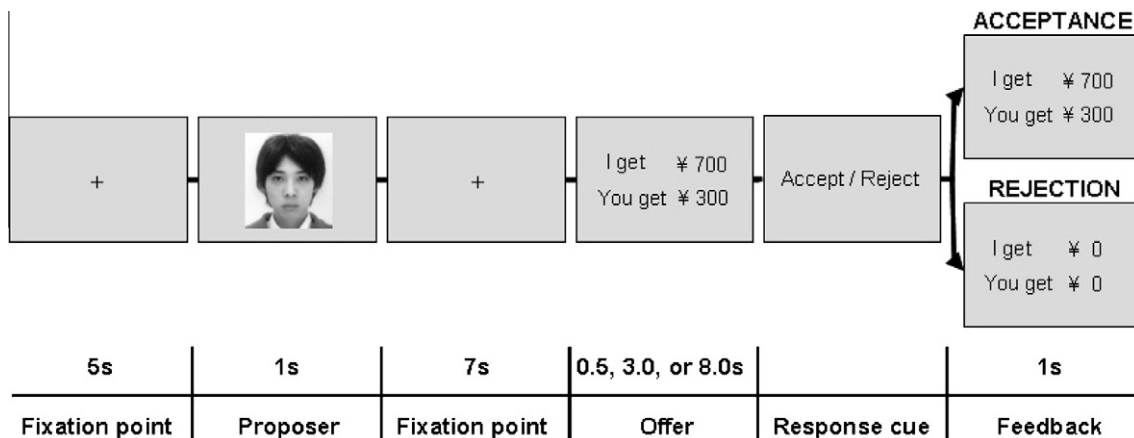 ACCEPTANCE
I get ¥ 700
You get ¥ 300
+
+
I get ¥ 700
You get ¥ 300
Accept / Reject
REJECTION
I get ¥ 0
You get ¥ 0
5s 1s 7s 0.5, 3.0, or 8.0s 1s
Fixation point Proposer Fixation point Offer Response cue Feedback